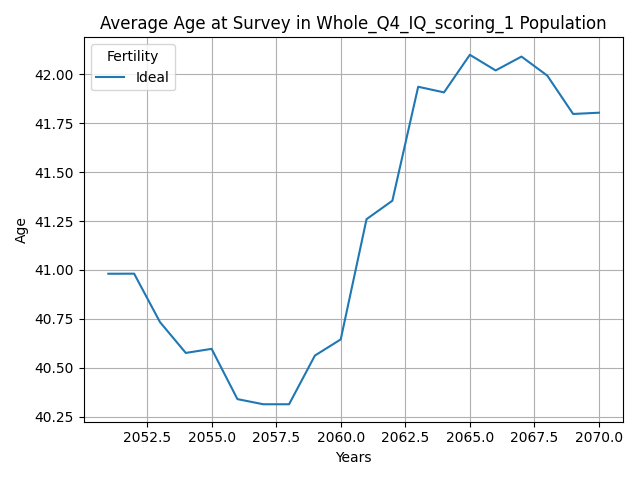 Average Age at Survey in Whole_Q4_IQ_scoring_1 Population
Fertility
Ideal
42.00
41.75
41.50
41.25
41.00
40.75
40.50
40.25
Age
2052.5 2055.0 2057.5 2060.0 2062.5 2065.0 2067.5 2070.0
Years